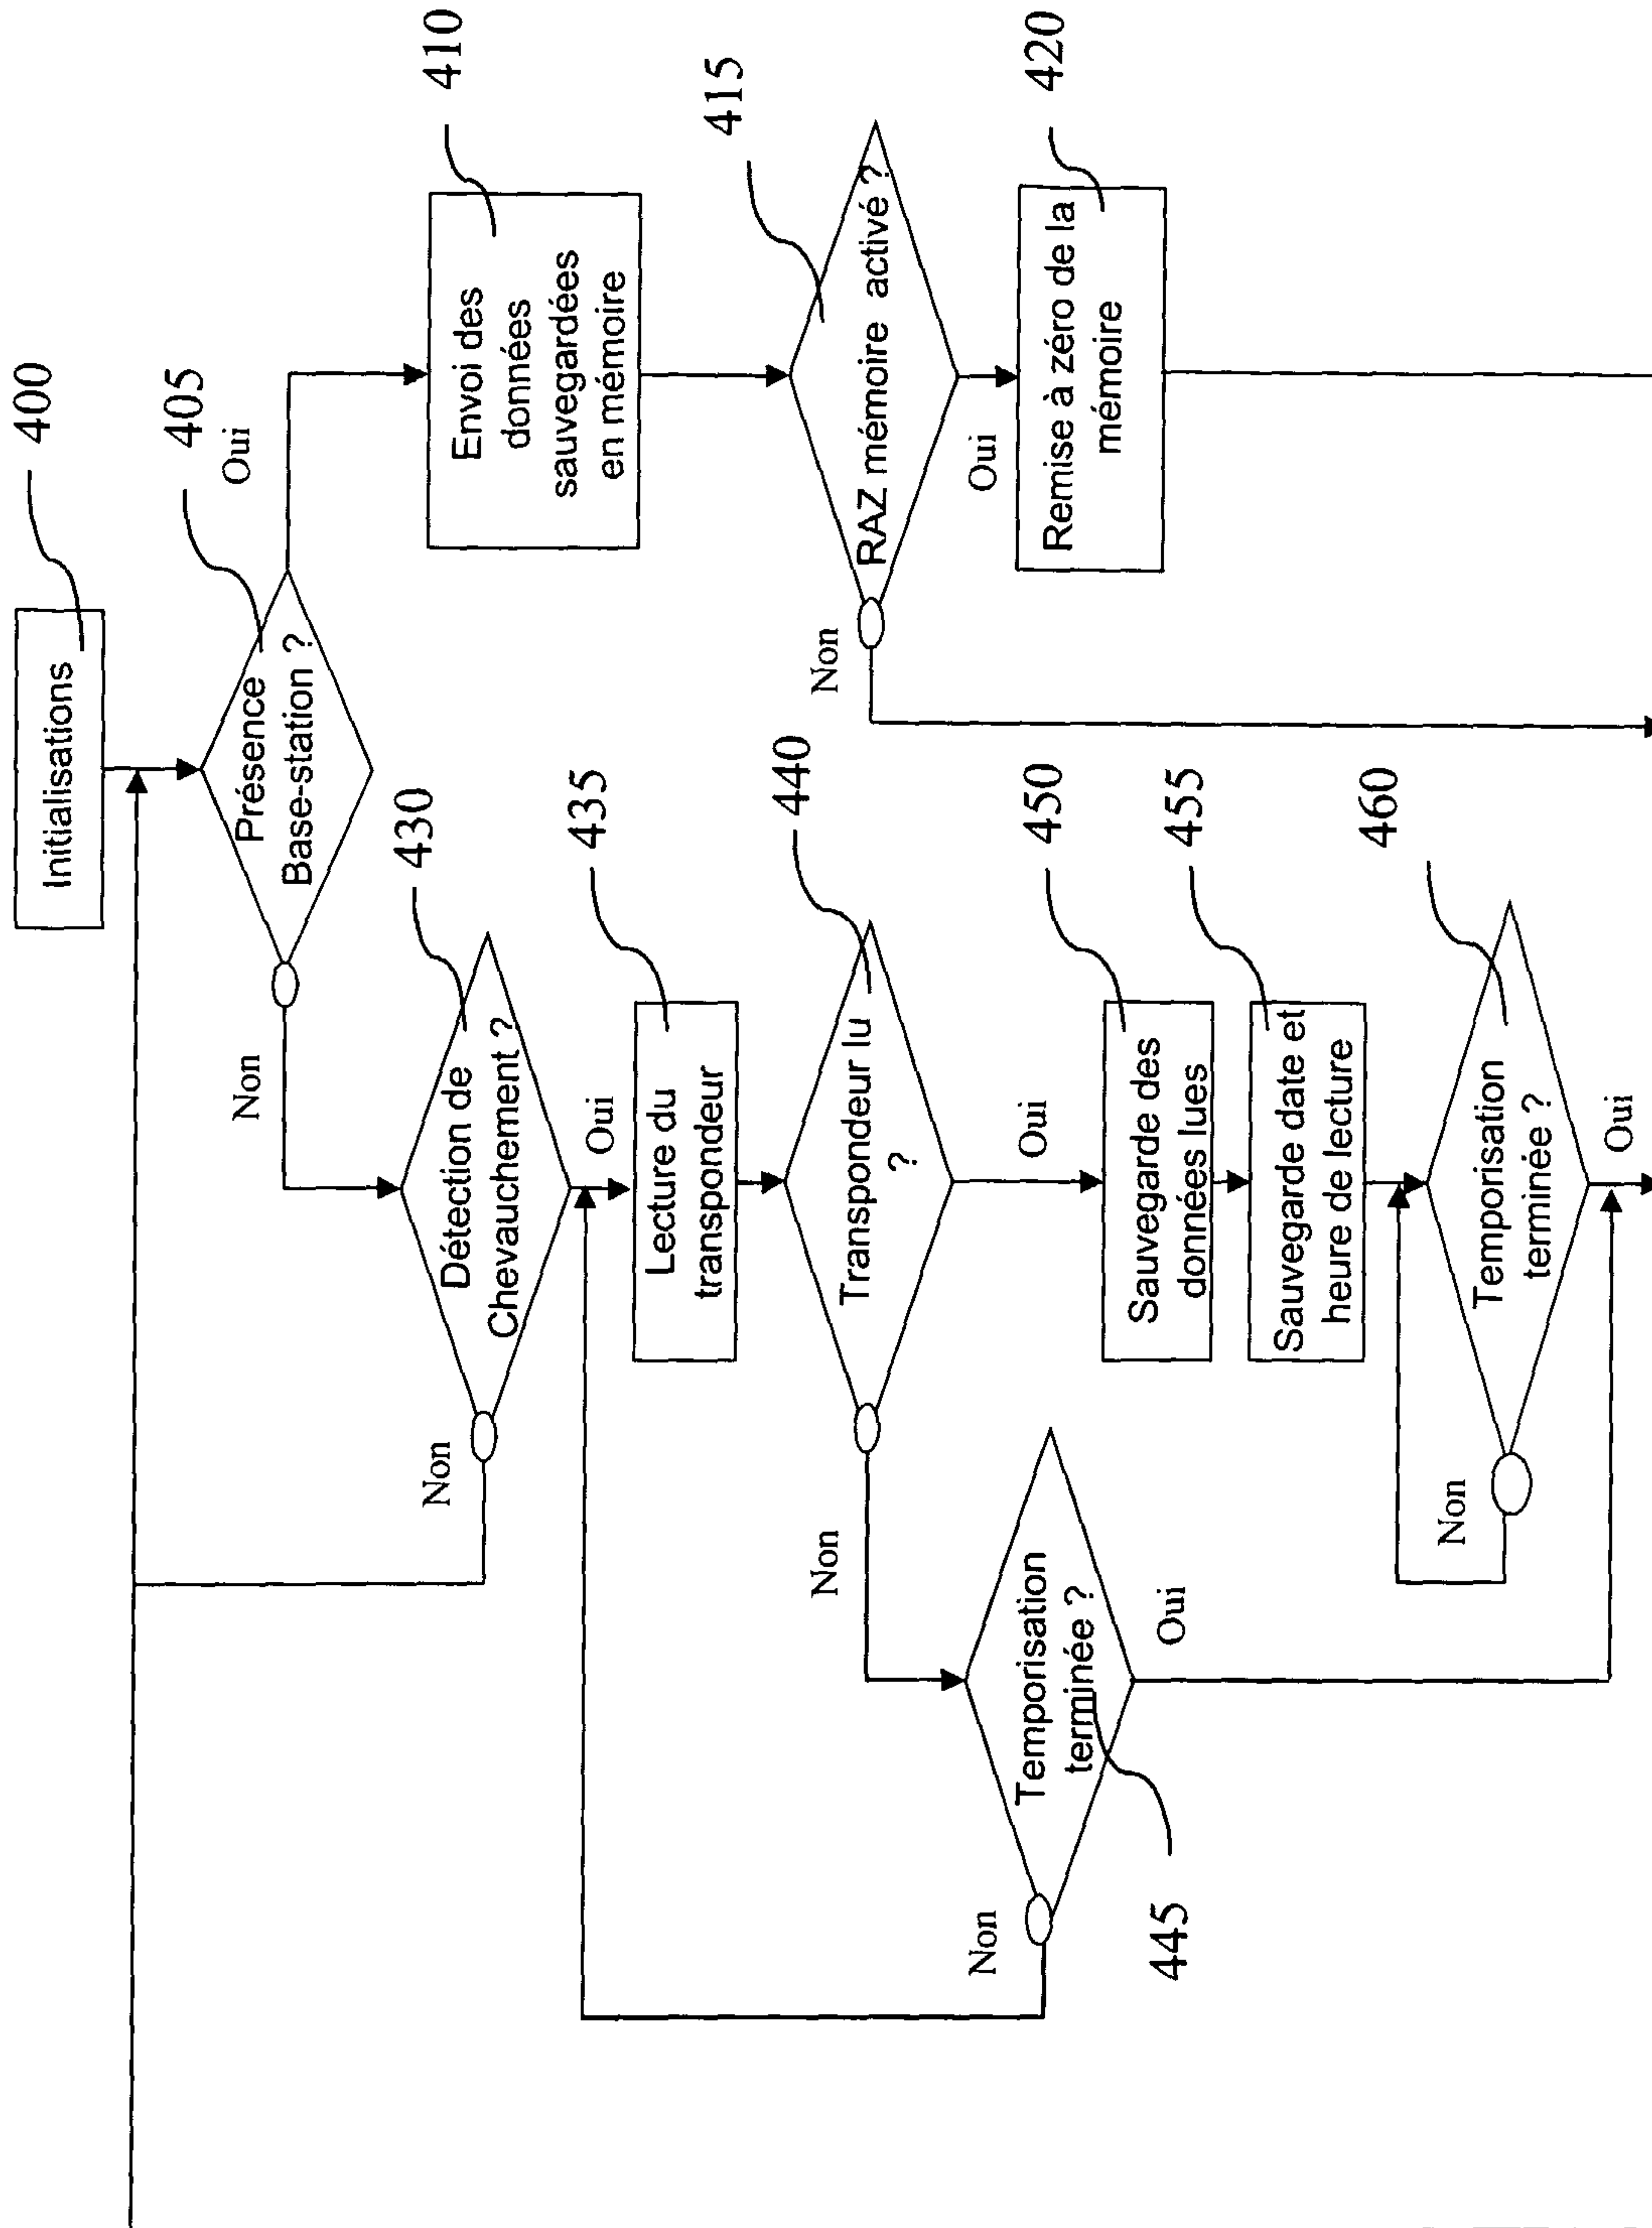 400
Initialisations
405
Présence
Base-station ?
Oui
Non
410
Envoi des
données
sauvegardées
en mémoire
415
RAZ mémoire activé ?
Non
Oui
420
Remise à zéro de la
mémoire
430
Détection de
Chevauchement ?
Non
Oui
435
Lecture du
transpondeur
440
Transpondeur lu
?
Non
Oui
Temporisation
terminée ?
445
Non
Oui
450
Sauvegarde des
données lues
455
Sauvegarde date et
heure de lecture
460
Temporisation
terminée ?
Non
Oui